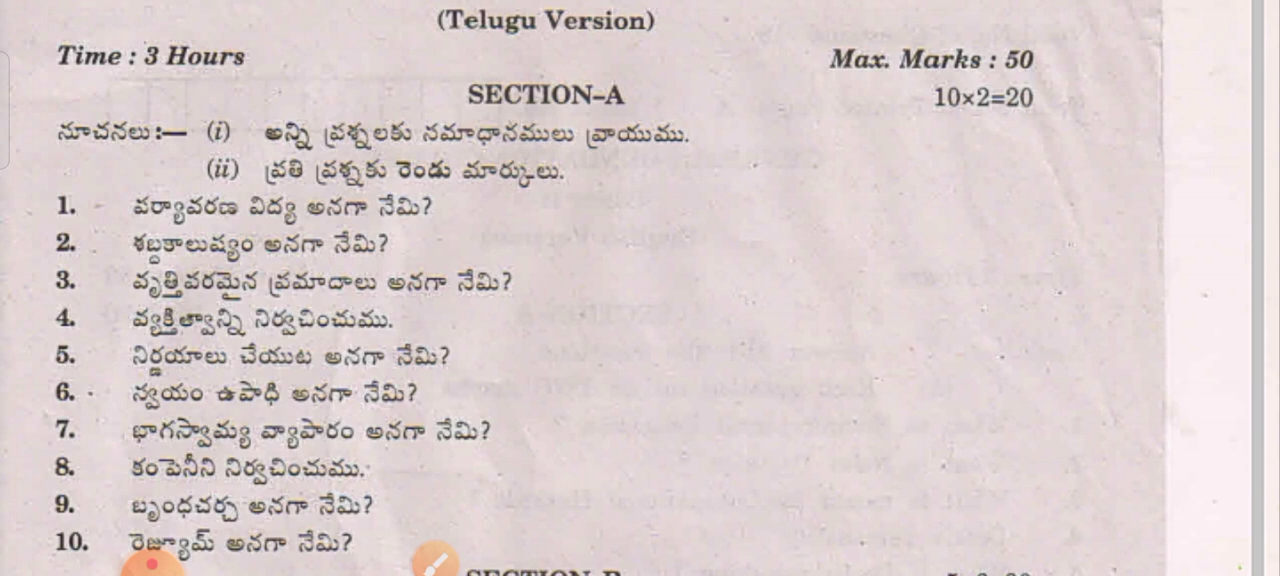 (Telugu Version)
Time : 3 Hours Max. Marks : 50
SECTION–A 10×2=20
సూచనలు :— (i) అన్ని ప్రశ్నలకు సమాధానములు వ్రాయుము.
(ii) ప్రతి ప్రశ్నకు రెండు మార్కులు.
1. పర్యావరణ విద్య అనగా నేమి?
2. శబ్దకాలుష్యం అనగా నేమి?
3. వృత్తిపరమైన ప్రమాదాలు అనగా నేమి?
4. వ్యక్తిత్వాన్ని నిర్వచించుము.
5. నిర్ణయాలు చేయుట అనగా నేమి?
6. స్వయం ఉపాధి అనగా నేమి?
7. భాగస్వామ్య వ్యాపారం అనగా నేమి?
8. కంపెనీని నిర్వచించుము.
9. బృంధచర్చ అనగా నేమి?
10. రెజ్యూమ్ అనగా నేమి?